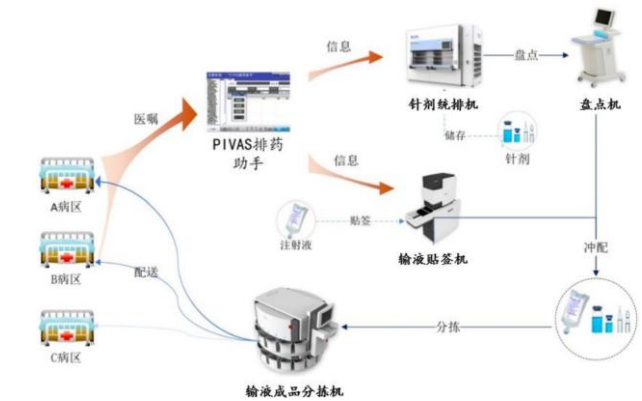 信息
盘点
针剂统排机
盘点机
医嘱
PIVAS排药
助手
储存
针剂
信息
A病区
贴签
注射液
输液贴签机
冲配
B病区
配送
分拣
C病区
输液成品分拣机